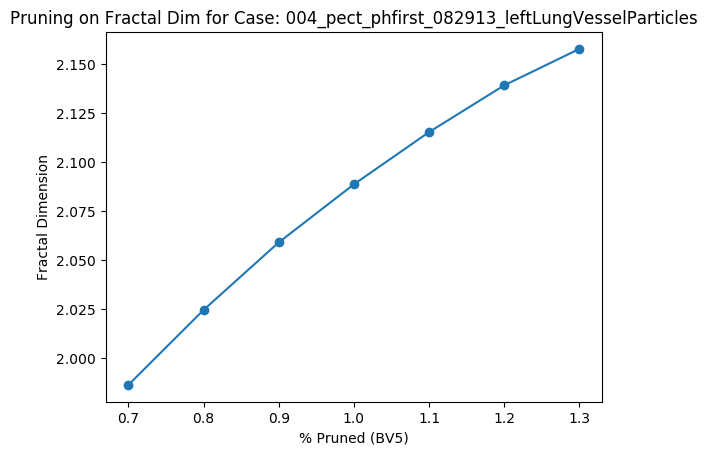 Pruning on Fractal Dim for Case: 004_pect_phfirst_082913_leftLungVesselParticles
Fractal Dimension
2.150
2.125
2.100
2.075
2.050
2.025
2.000
0.7 0.8 0.9 1.0 1.1 1.2 1.3
% Pruned (BV5)